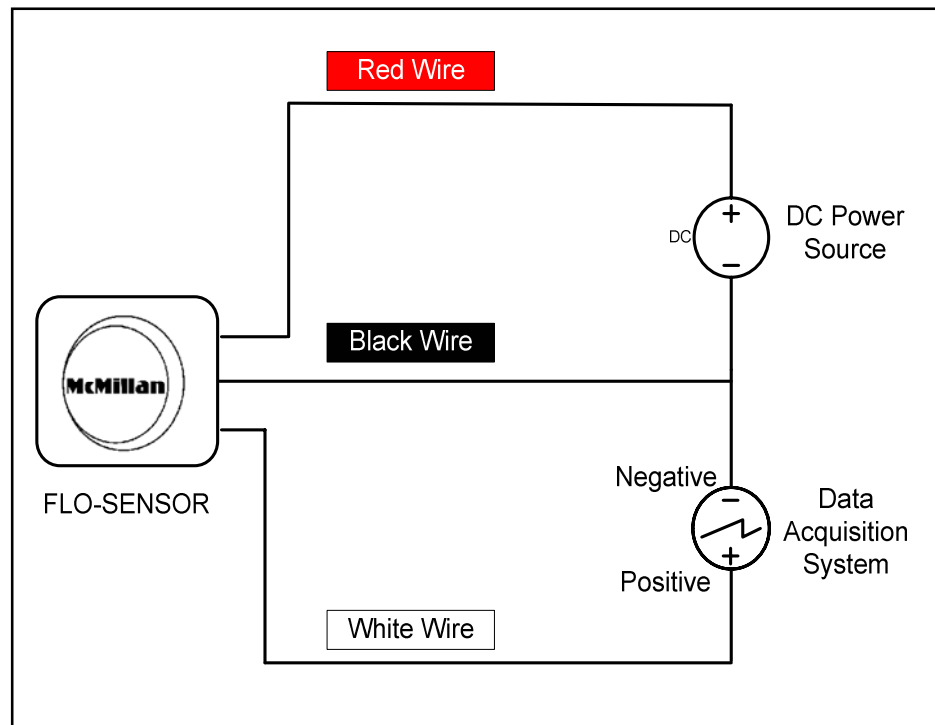 Red Wire
+
DC
DC Power
Source
−
Black Wire
McMillan
FLO-SENSOR
Negative
−
Data
Acquisition
System
+
Positive
White Wire